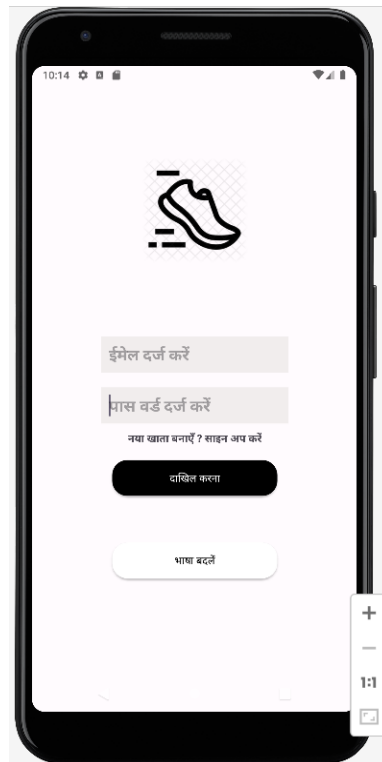 10:14
ईमेल दर्ज करें
पास वर्ड दर्ज करें
नया खाता बनाएँ ? साइन अप करें
दाखिल करना
भाषा बदलें
1:1